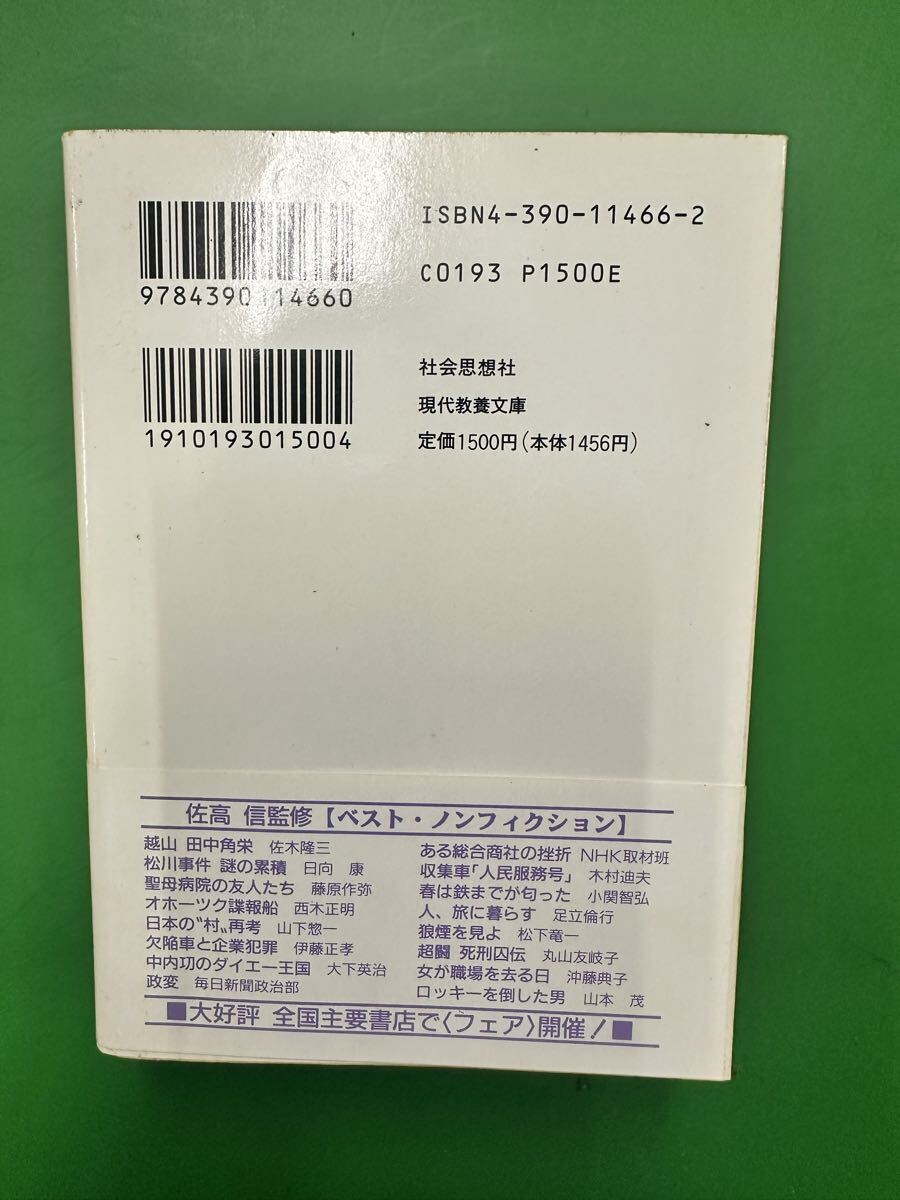 ISBN4-390-11466-2
C0193 P1500E
9784390114660
1910193015004
社会思想社
現代教養文庫
定価1500円(本体1456円)
佐高 信監修【ベスト・ノンフィクション】
越山 田中角栄 佐木隆三
松川事件 謎の累積 日向 康
聖母病院の友人たち 藤原作弥
オホーツク諜報船 西木正明
日本の〝村〟再考 山下惣一
欠陥車と企業犯罪 伊藤正孝
中内㓛のダイエー王国 大下英治
政変 毎日新聞政治部
ある総合商社の挫折 NHK取材班
収集車「人民服務号」 木村迪夫
春は鉄までが匂った 小関智弘
人、旅に暮らす 足立倫行
狼煙を見よ 松下竜一
超闘 死刑囚伝 丸山友岐子
女が職場を去る日 沖藤典子
ロッキーを倒した男 山本 茂
■大好評 全国主要書店で〈フェア〉開催!■